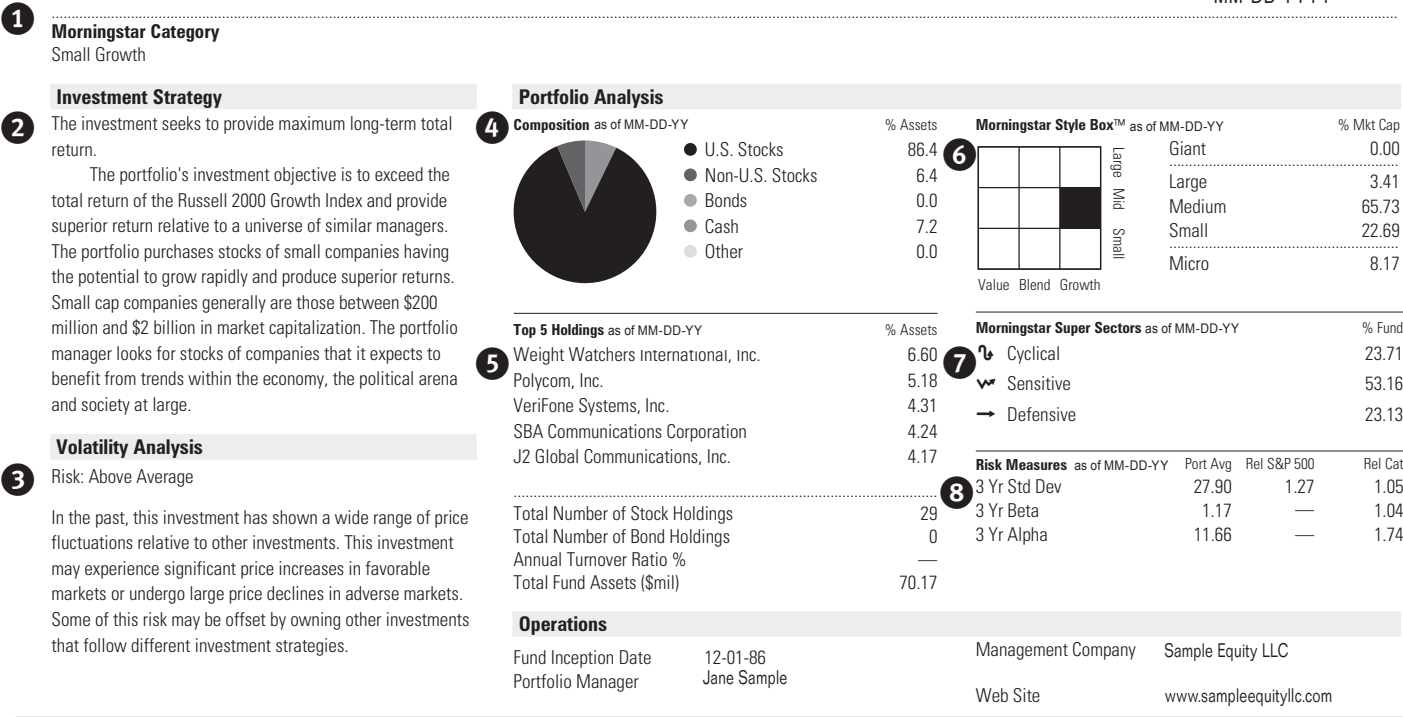 1
Morningstar Category
Small Growth
Investment Strategy
2
The investment seeks to provide maximum long-term total
return.
The portfolio's investment objective is to exceed the
total return of the Russell 2000 Growth Index and provide
superior return relative to a universe of similar managers.
The portfolio purchases stocks of small companies having
the potential to grow rapidly and produce superior returns.
Small cap companies generally are those between $200
million and $2 billion in market capitalization. The portfolio
manager looks for stocks of companies that it expects to
benefit from trends within the economy, the political arena
and society at large.
Volatility Analysis
3
Risk: Above Average
In the past, this investment has shown a wide range of price
fluctuations relative to other investments. This investment
may experience significant price increases in favorable
markets or undergo large price declines in adverse markets.
Some of this risk may be offset by owning other investments
that follow different investment strategies.
Portfolio Analysis
4
Composition as of MM-DD-YY % Assets
U.S. Stocks 86.4
Non-U.S. Stocks 6.4
Bonds 0.0
Cash 7.2
Other 0.0
5
Top 5 Holdings as of MM-DD-YY % Assets
Weight Watchers International, Inc. 6.60
Polycom, Inc. 5.18
VeriFone Systems, Inc. 4.31
SBA Communications Corporation 4.24
J2 Global Communications, Inc. 4.17
Total Number of Stock Holdings 29
Total Number of Bond Holdings 0
Annual Turnover Ratio % —
Total Fund Assets ($mil) 70.17
6
Morningstar Style Box™ as of MM-DD-YY % Mkt Cap
Large Mid Small
Value Blend Growth
Giant 0.00
Large 3.41
Medium 65.73
Small 22.69
Micro 8.17
7
Morningstar Super Sectors as of MM-DD-YY % Fund
Cyclical 23.71
Sensitive 53.16
Defensive 23.13
8
Risk Measures as of MM-DD-YY Port Avg Rel S&P 500 Rel Cat
3 Yr Std Dev 27.90 1.27 1.05
3 Yr Beta 1.17 — 1.04
3 Yr Alpha 11.66 — 1.74
Operations
Fund Inception Date 12-01-86
Portfolio Manager Jane Sample
Management Company Sample Equity LLC
Web Site www.sampleequityllc.com